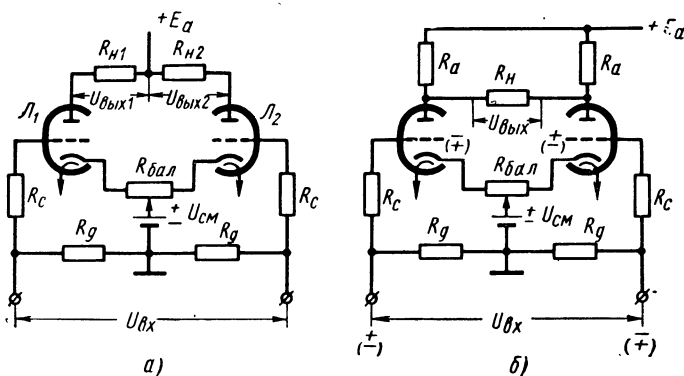 +Eа
Rн1 Rн2
Uвых1 Uвых2
Л1 Л2
Rбал
Rс Rс
± Uсм
Rg Rg
Uвх
а)
+Eа
Rа Rа
Rн
Uвых
(∓) (±)
Rбал
Rс Rс
± Uсм
Rg Rg
Uвх
(±) (∓)
б)